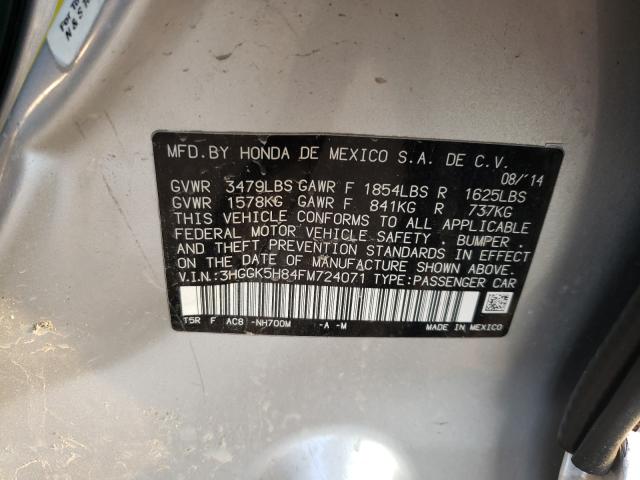 For To
N & S
MFD.BY HONDA DE MEXICO S.A. DE C.V.
08/'14
GVWR 3479LBS GAWR F 1854LBS R 1625LBS
GVWR 1578KG GAWR F 841KG R 737KG
THIS VEHICLE CONFORMS TO ALL APPLICABLE
FEDERAL MOTOR VEHICLE SAFETY . BUMPER .
AND THEFT PREVENTION STANDARDS IN EFFECT
ON THE DATE OF MANUFACTURE SHOWN ABOVE.
V.I.N.:3HGGK5H84FM724071 TYPE:PASSENGER CAR
T5R F AC8 -NH700M -A -M MADE IN MEXICO